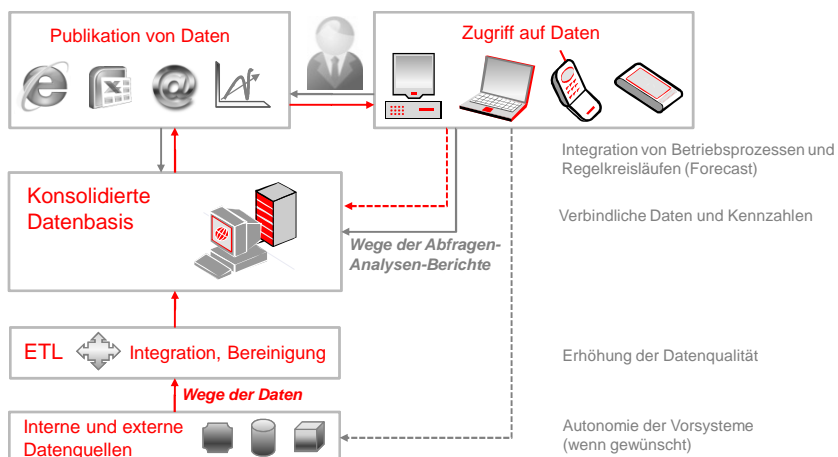 Publikation von Daten
Zugriff auf Daten
Integration von Betriebsprozessen und
Regelkreisläufen (Forecast)
Konsolidierte
Datenbasis
Verbindliche Daten und Kennzahlen
Wege der Abfragen-
Analysen-Berichte
ETL
Integration, Bereinigung
Erhöhung der Datenqualität
Wege der Daten
Interne und externe
Datenquellen
Autonomie der Vorsysteme
(wenn gewünscht)